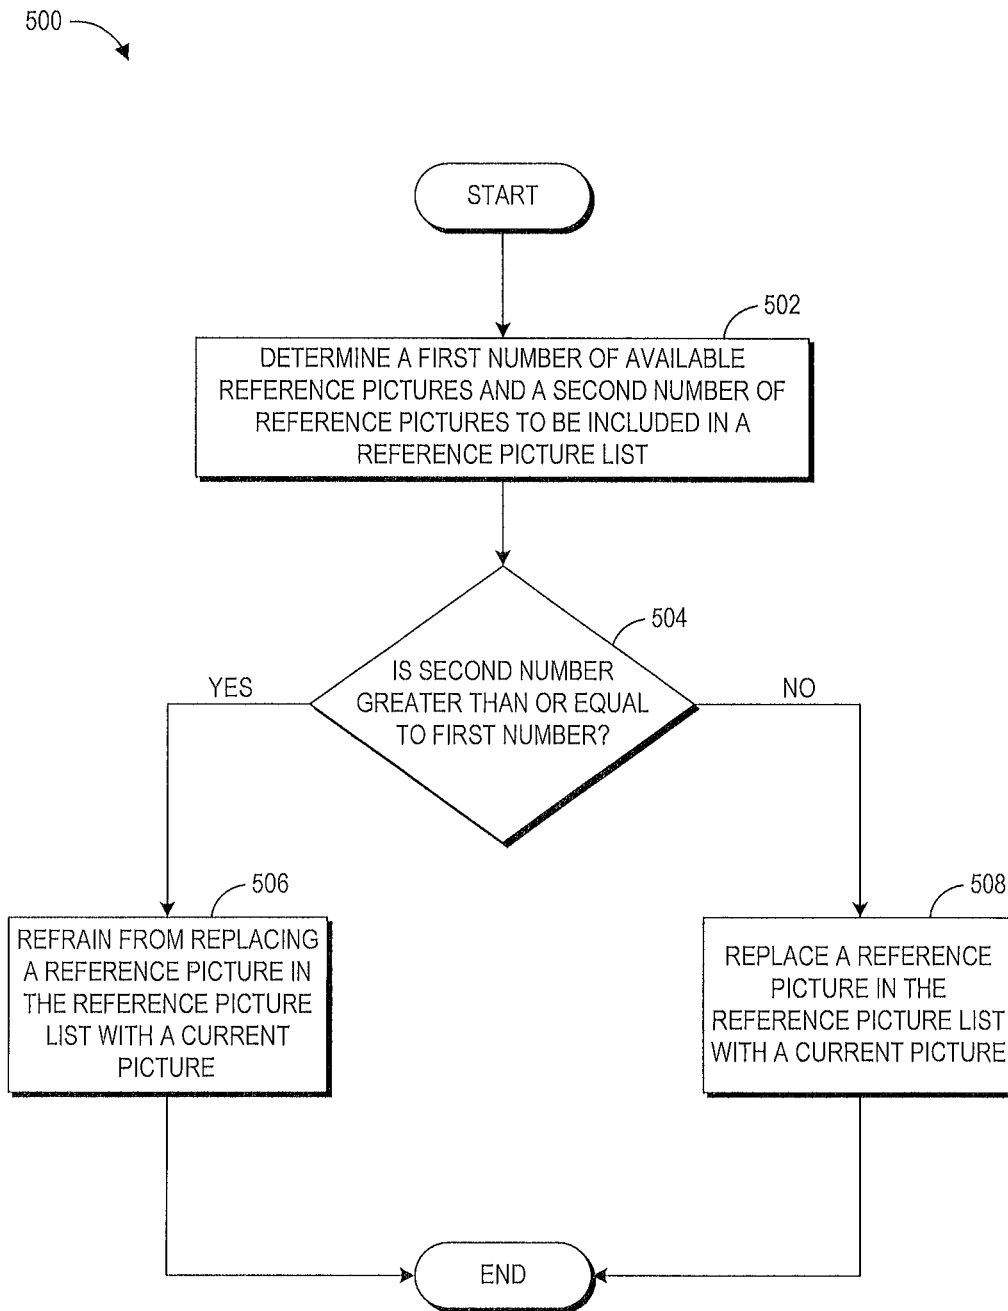 500
START
502
DETERMINE A FIRST NUMBER OF AVAILABLE
REFERENCE PICTURES AND A SECOND NUMBER OF
REFERENCE PICTURES TO BE INCLUDED IN A
REFERENCE PICTURE LIST
504
IS SECOND NUMBER
GREATER THAN OR EQUAL
TO FIRST NUMBER?
YES
NO
506
REFRAIN FROM REPLACING
A REFERENCE PICTURE IN
THE REFERENCE PICTURE
LIST WITH A CURRENT
PICTURE
508
REPLACE A REFERENCE
PICTURE IN THE
REFERENCE PICTURE LIST
WITH A CURRENT PICTURE
END